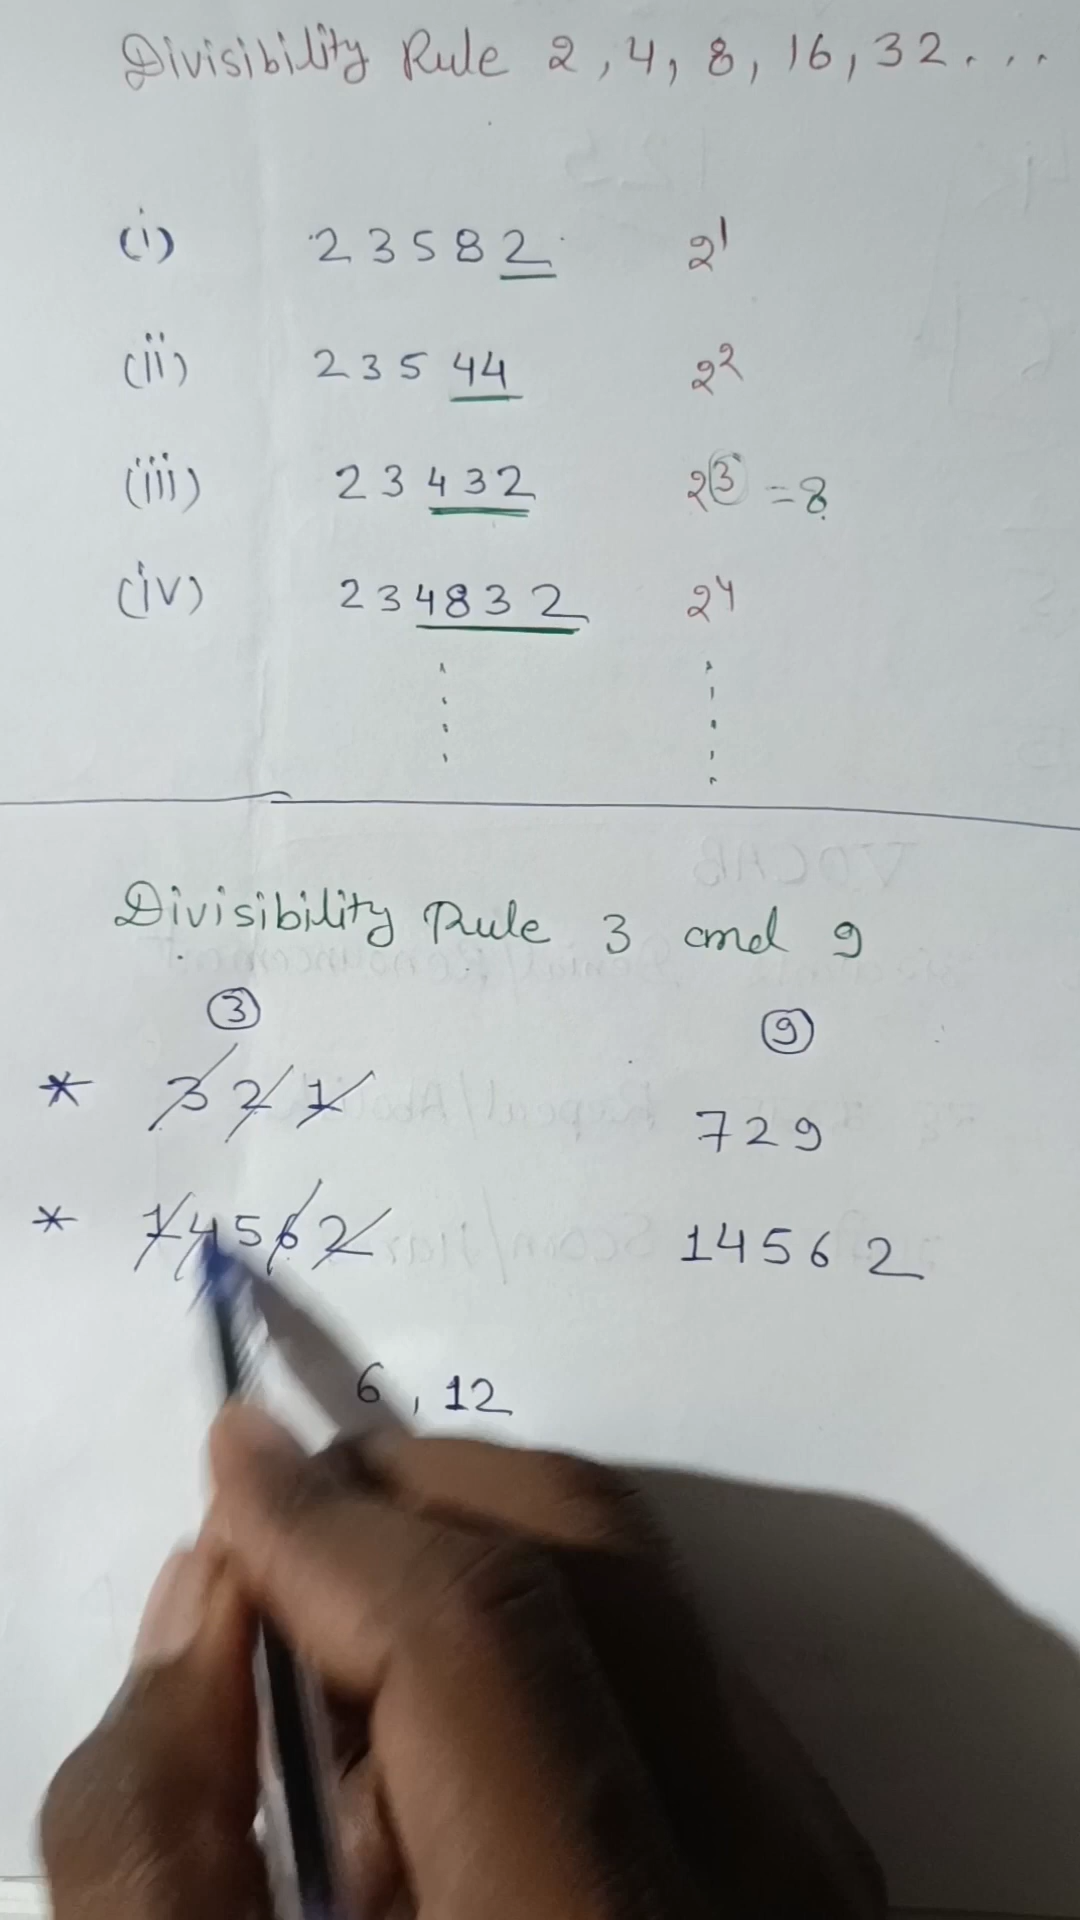 Divisibility Rule 2, 4, 8, 16, 32 . . .
(i) 23582 2¹
(ii) 23544 2²
(iii) 23432 2³ = 8
(iv) 234832 2⁴
Divisibility Rule 3 and 9
③ ⑨
* 321 729
* 14562 14562
6, 12